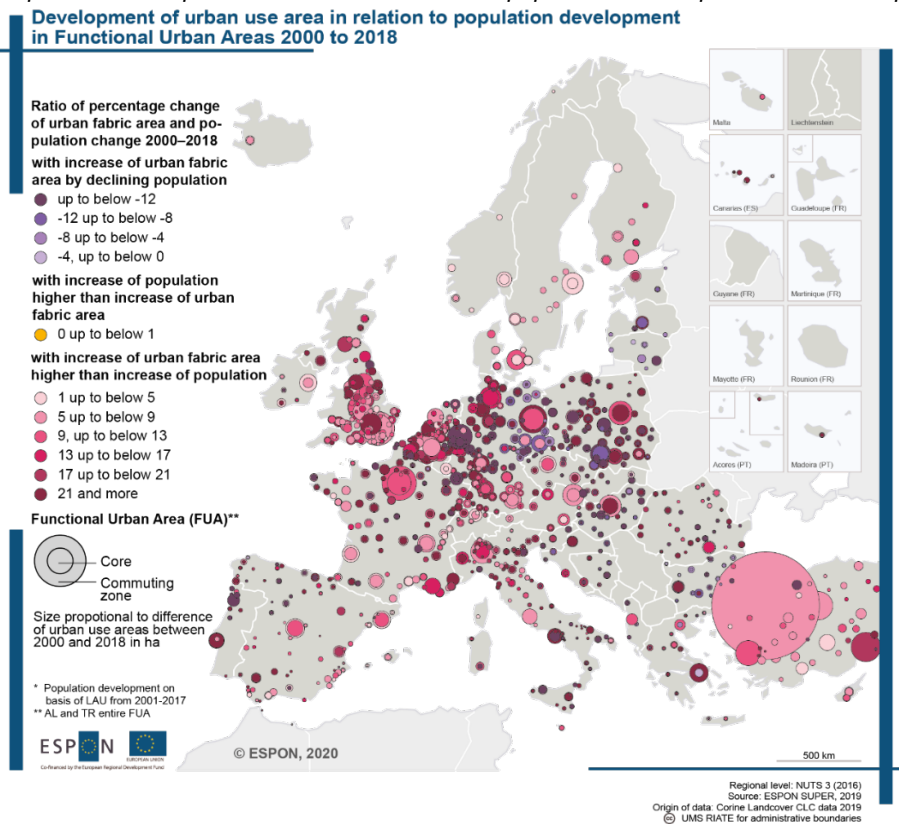 Development of urban use area in relation to population development
in Functional Urban Areas 2000 to 2018
Ratio of percentage change
of urban fabric area and po-
pulation change 2000–2018
with increase of urban fabric
area by declining population
up to below -12
-12 up to below -8
-8 up to below -4
-4, up to below 0
with increase of population
higher than increase of urban
fabric area
0 up to below 1
with increase of urban fabric area
higher than increase of population
1 up to below 5
5 up to below 9
9, up to below 13
13 up to below 17
17 up to below 21
21 and more
Functional Urban Area (FUA)**
Core
Commuting
zone
Size propotional to difference
of urban use areas between
2000 and 2018 in ha
* Population development on
basis of LAU from 2001-2017
** AL and TR entire FUA
ESPON
EUROPEAN UNION
Co-financed by the European Regional Development Fund
© ESPON, 2020
Malta
Liechtenstein
Canarias (ES)
Guadeloupe (FR)
Guyane (FR)
Martinique (FR)
Mayotte (FR)
Reunion (FR)
Acores (PT)
Madeira (PT)
500 km
Regional level: NUTS 3 (2016)
Source: ESPON SUPER, 2019
Origin of data: Corine Landcover CLC data 2019
UMS RIATE for administrative boundaries